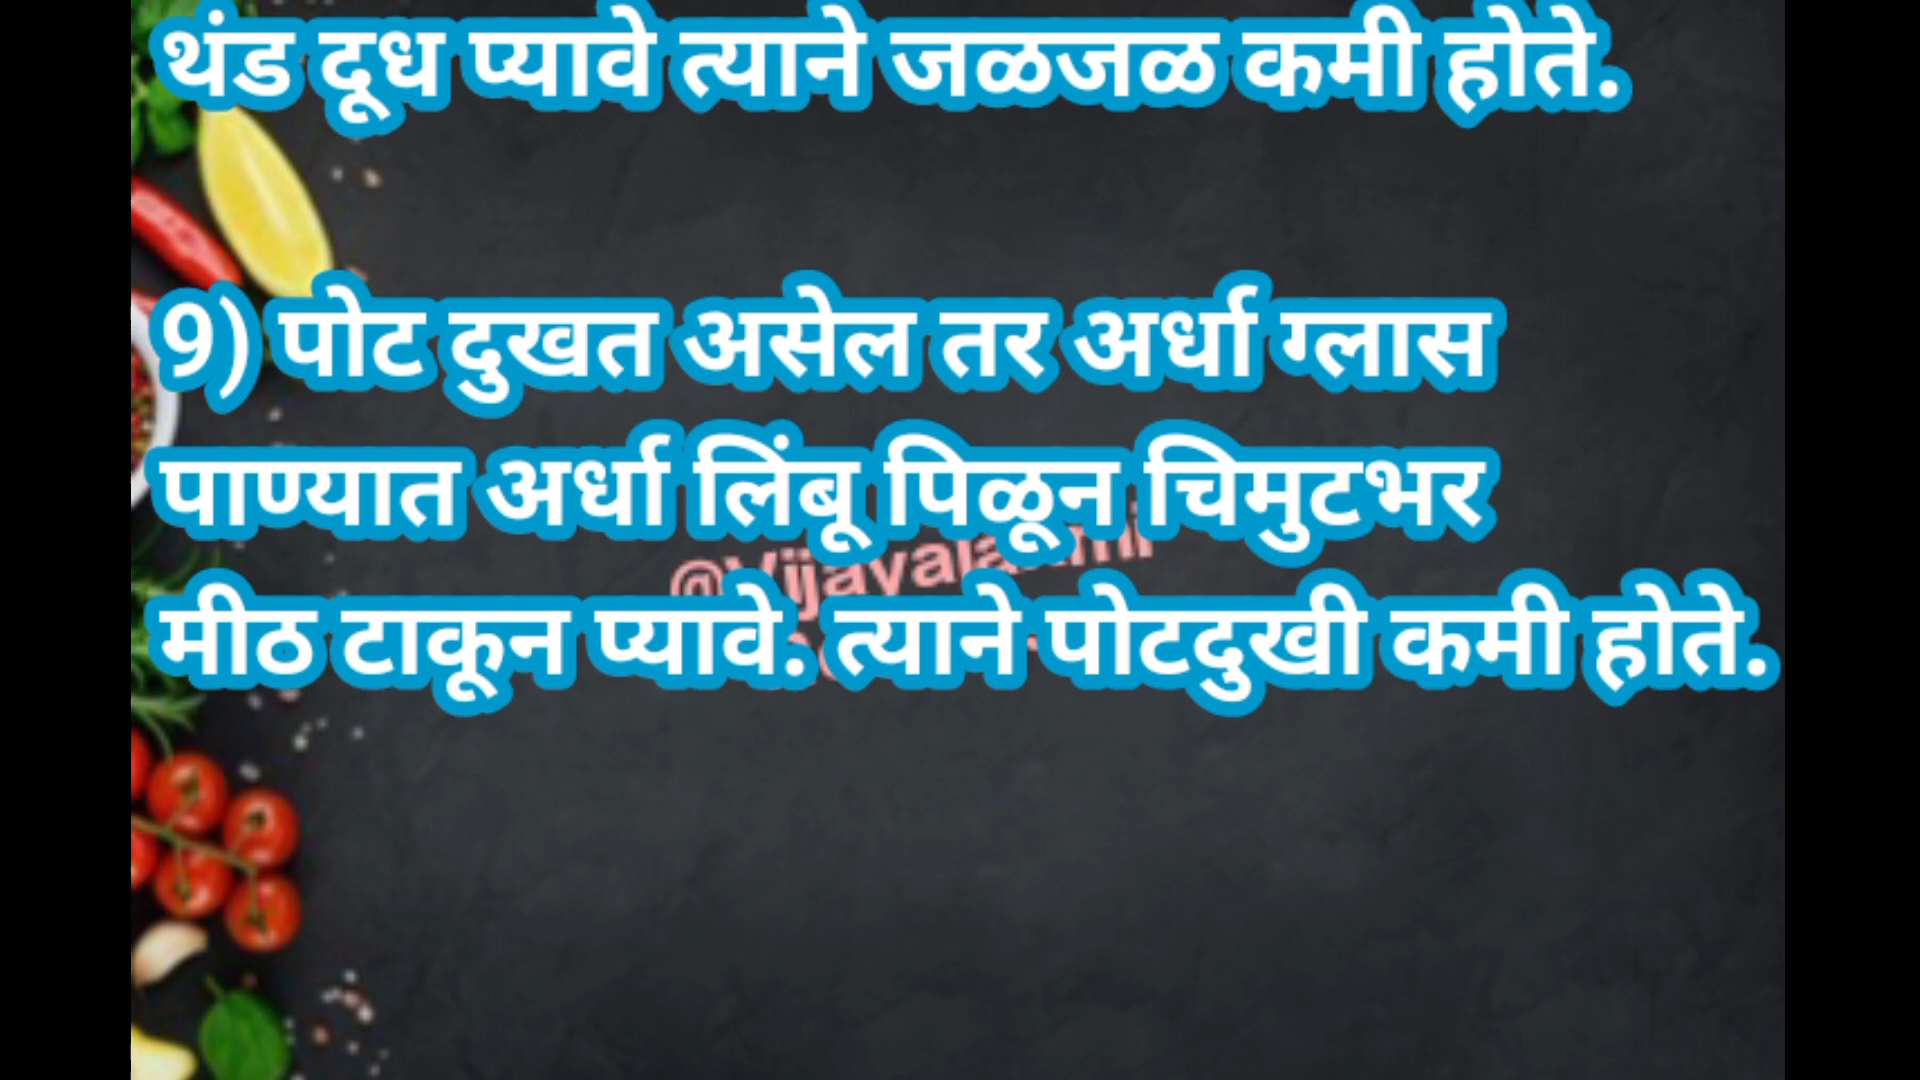 थंड दूध प्यावे त्याने जळजळ कमी होते.
9) पोट दुखत असेल तर अर्धा ग्लास
पाण्यात अर्धा लिंबू पिळून चिमुटभर
मीठ टाकून प्यावे. त्याने पोटदुखी कमी होते.